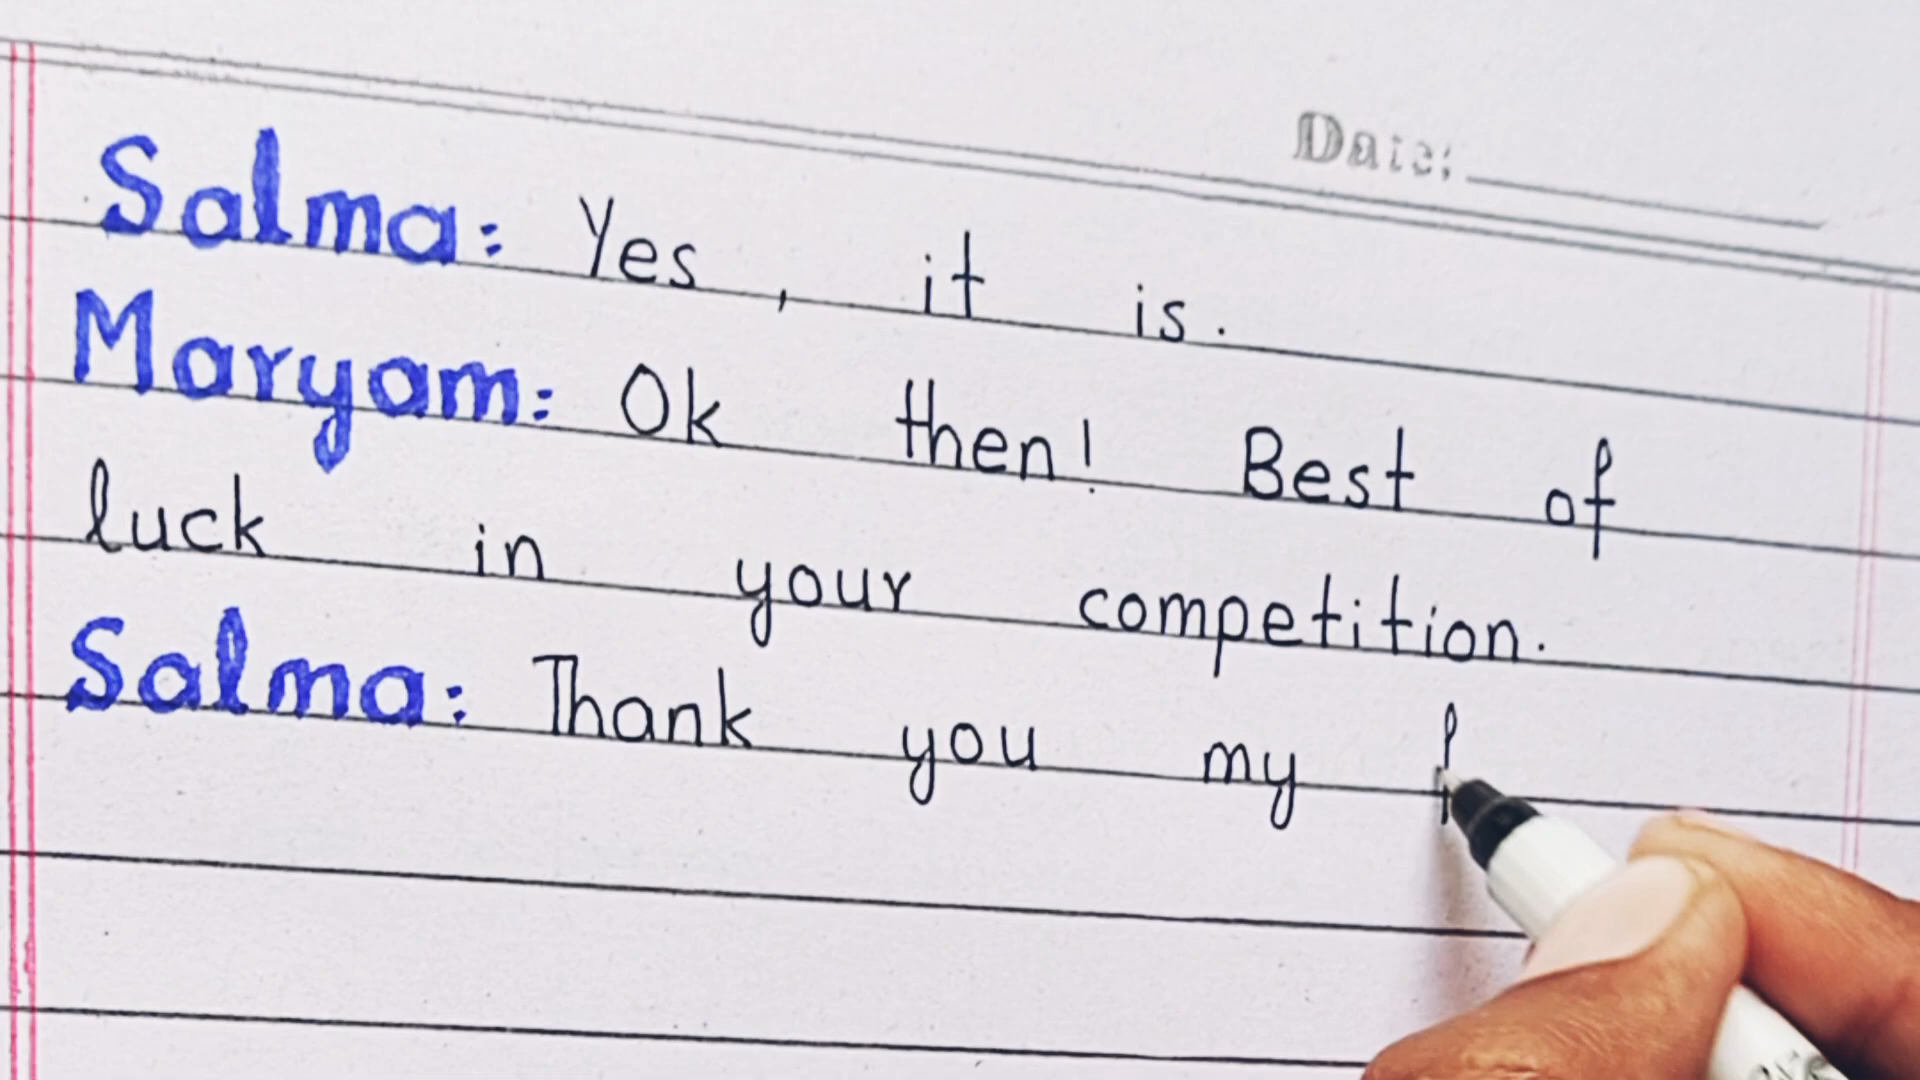 Date:
Salma: Yes, it is.
Maryam: Ok then! Best of
luck in your competition.
Salma: Thank you my f